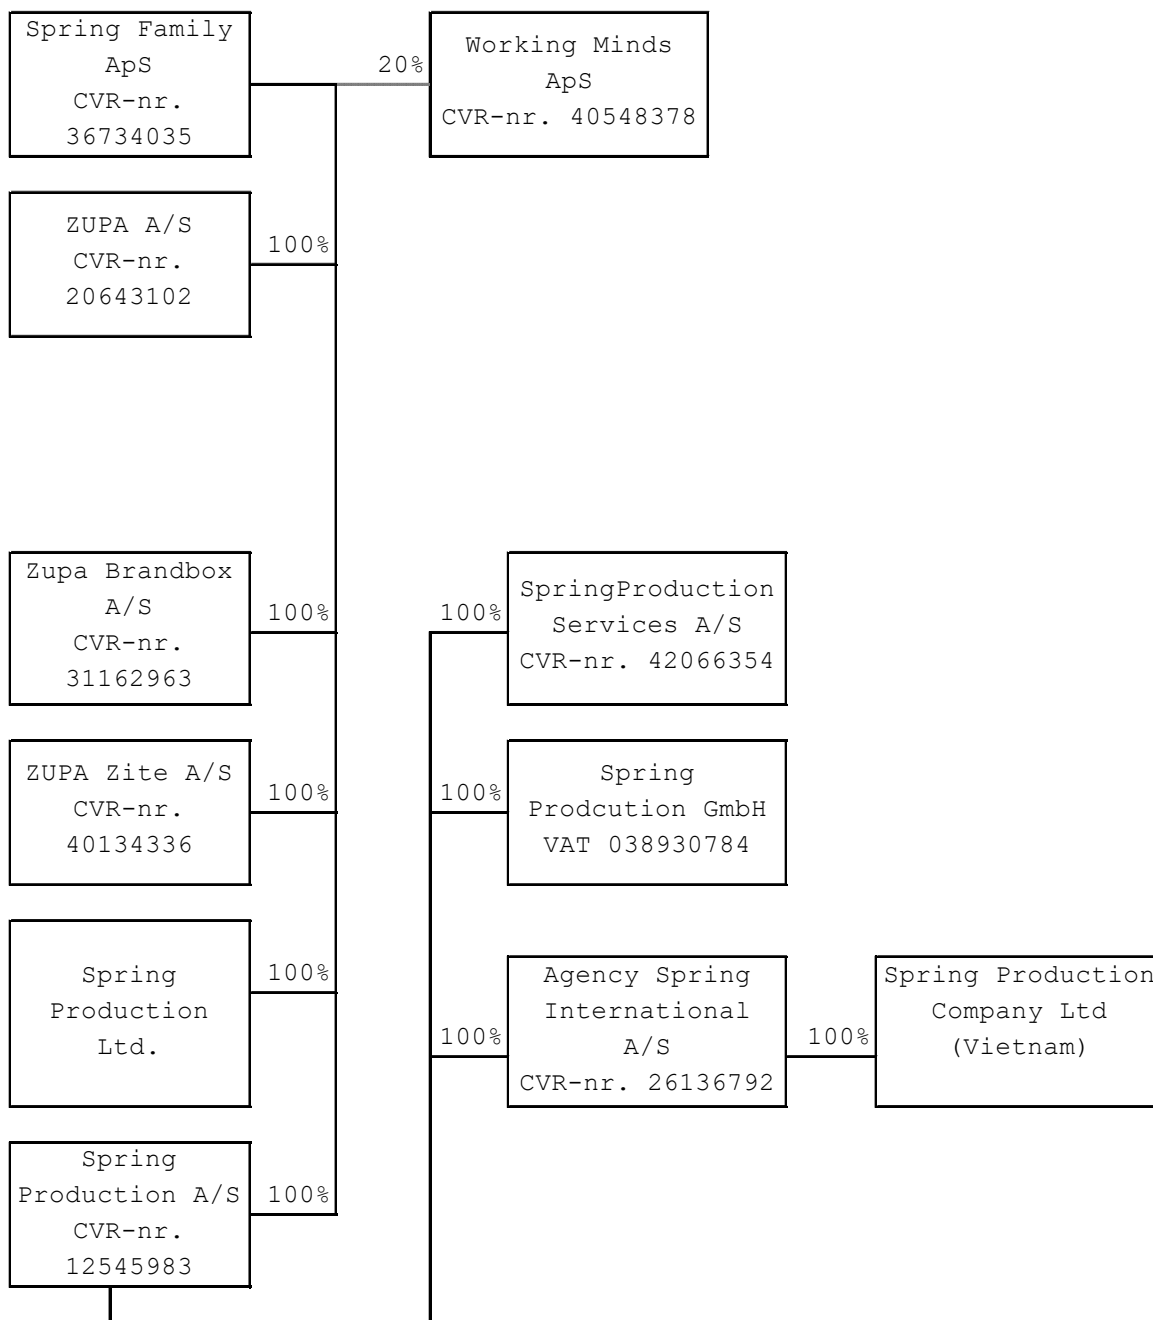 Spring Family
ApS
CVR-nr.
36734035
20%
Working Minds
ApS
CVR-nr. 40548378
ZUPA A/S
CVR-nr.
20643102
100%
Zupa Brandbox
A/S
CVR-nr.
31162963
100%
100%
SpringProduction
Services A/S
CVR-nr. 42066354
ZUPA Zite A/S
CVR-nr.
40134336
100%
100%
Spring
Prodcution GmbH
VAT 038930784
Spring
Production
Ltd.
100%
100%
Agency Spring
International
A/S
CVR-nr. 26136792
100%
Spring Production
Company Ltd
(Vietnam)
Spring
Production A/S
CVR-nr.
12545983
100%